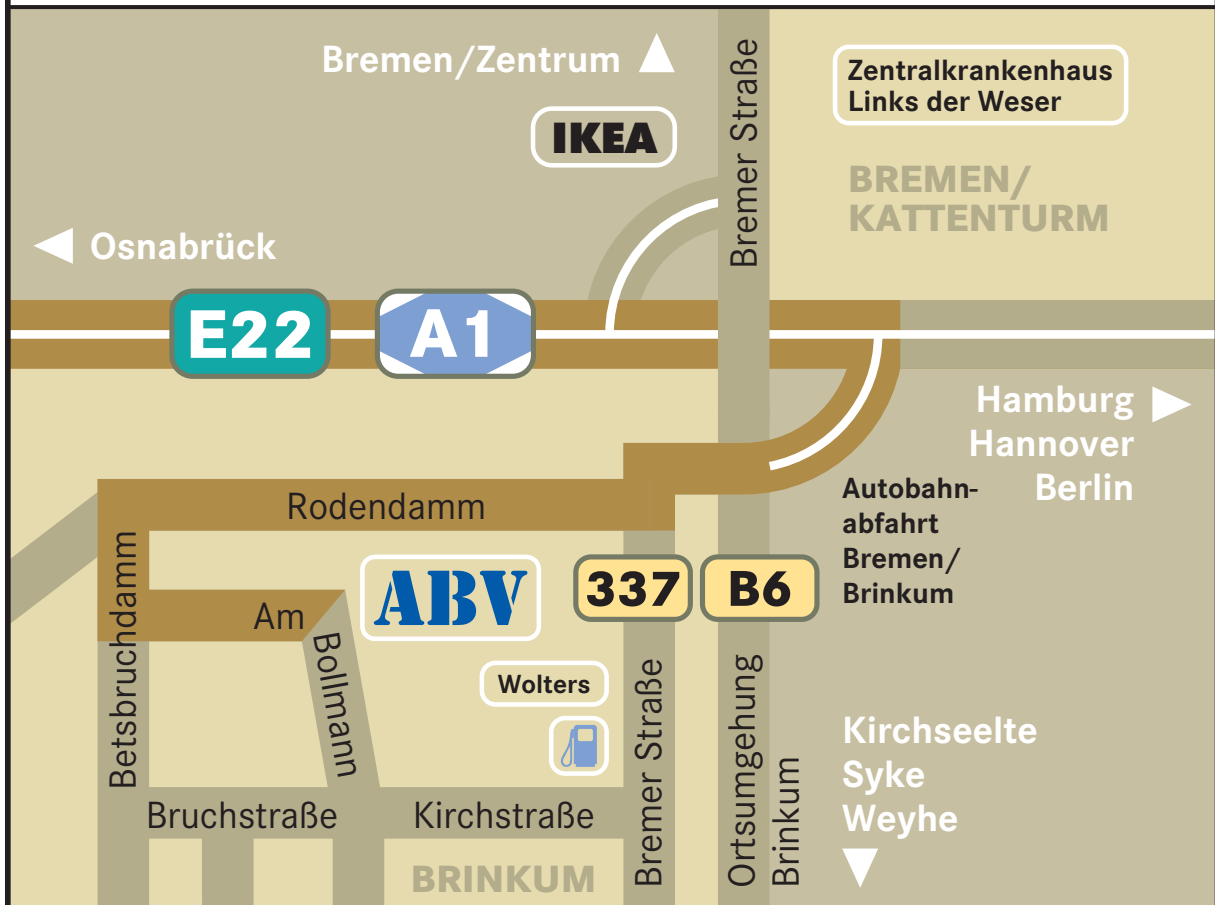 Bremen/Zentrum
Bremer Straße
Zentralkrankenhaus
Links der Weser
IKEA
BREMEN/
KATTENTURM
Osnabrück
E22
A1
Hamburg
Hannover
Berlin
Autobahn-
abfahrt
Bremen/
Brinkum
Rodendamm
Betsbruchdamm
Am
Bollmann
ABV
337
B6
Wolters
Bremer Straße
Ortsumgehung
Brinkum
Kirchseelte
Syke
Weyhe
Bruchstraße
Kirchstraße
BRINKUM